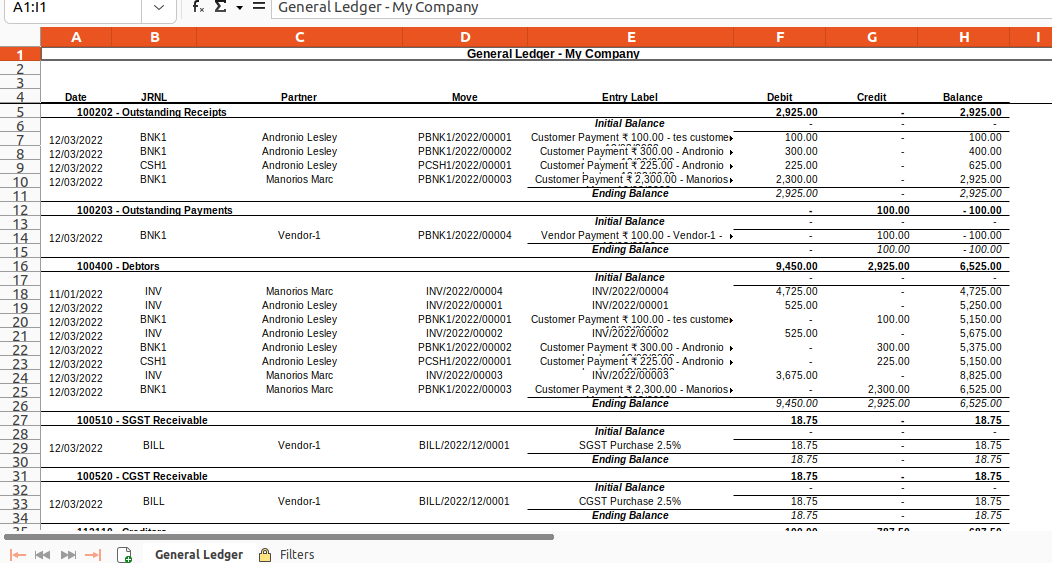 A1:I1 fx Σ = General Ledger - My Company
A B C D E F G H I
1 General Ledger - My Company
2
3
4 Date JRNL Partner Move Entry Label Debit Credit Balance
5 100202 - Outstanding Receipts 2,925.00 - 2,925.00
6 Initial Balance - - -
7 12/03/2022 BNK1 Andronio Lesley PBNK1/2022/00001 Customer Payment ₹ 100.00 - tes custome 100.00 - 100.00
8 12/03/2022 BNK1 Andronio Lesley PBNK1/2022/00002 Customer Payment ₹ 300.00 - Andronio 300.00 - 400.00
9 12/03/2022 CSH1 Andronio Lesley PCSH1/2022/00001 Customer Payment ₹ 225.00 - Andronio 225.00 - 625.00
10 12/03/2022 BNK1 Manorios Marc PBNK1/2022/00003 Customer Payment ₹ 2,300.00 - Manorios 2,300.00 - 2,925.00
11 Ending Balance 2,925.00 - 2,925.00
12 100203 - Outstanding Payments - 100.00 - 100.00
13 Initial Balance - - -
14 12/03/2022 BNK1 Vendor-1 PBNK1/2022/00004 Vendor Payment ₹ 100.00 - Vendor-1 - - 100.00 - 100.00
15 Ending Balance - 100.00 - 100.00
16 100400 - Debtors 9,450.00 2,925.00 6,525.00
17 Initial Balance - - -
18 11/01/2022 INV Manorios Marc INV/2022/00004 INV/2022/00004 4,725.00 - 4,725.00
19 12/03/2022 INV Andronio Lesley INV/2022/00001 INV/2022/00001 525.00 - 5,250.00
20 12/03/2022 BNK1 Andronio Lesley PBNK1/2022/00001 Customer Payment ₹ 100.00 - tes custome - 100.00 5,150.00
21 12/03/2022 INV Andronio Lesley INV/2022/00002 INV/2022/00002 525.00 - 5,675.00
22 12/03/2022 BNK1 Andronio Lesley PBNK1/2022/00002 Customer Payment ₹ 300.00 - Andronio - 300.00 5,375.00
23 12/03/2022 CSH1 Andronio Lesley PCSH1/2022/00001 Customer Payment ₹ 225.00 - Andronio - 225.00 5,150.00
24 12/03/2022 INV Manorios Marc INV/2022/00003 INV/2022/00003 3,675.00 - 8,825.00
25 12/03/2022 BNK1 Manorios Marc PBNK1/2022/00003 Customer Payment ₹ 2,300.00 - Manorios - 2,300.00 6,525.00
26 Ending Balance 9,450.00 2,925.00 6,525.00
27 100510 - SGST Receivable 18.75 - 18.75
28 Initial Balance - - -
29 12/03/2022 BILL Vendor-1 BILL/2022/12/0001 SGST Purchase 2.5% 18.75 - 18.75
30 Ending Balance 18.75 - 18.75
31 100520 - CGST Receivable 18.75 - 18.75
32 Initial Balance - - -
33 12/03/2022 BILL Vendor-1 BILL/2022/12/0001 CGST Purchase 2.5% 18.75 - 18.75
34 Ending Balance 18.75 - 18.75
General Ledger Filters